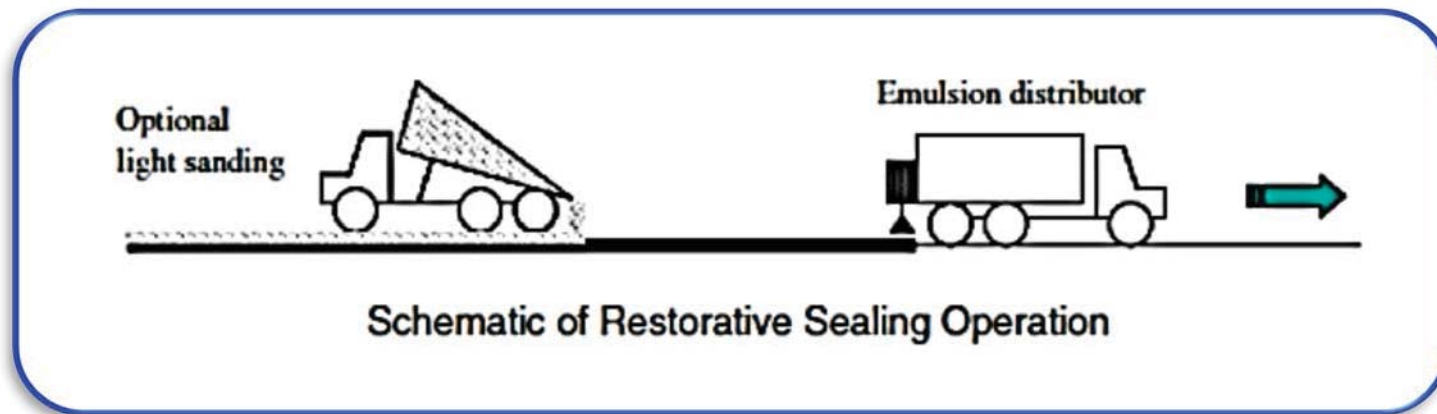 Optional
light sanding
Emulsion distributor
Schematic of Restorative Sealing Operation